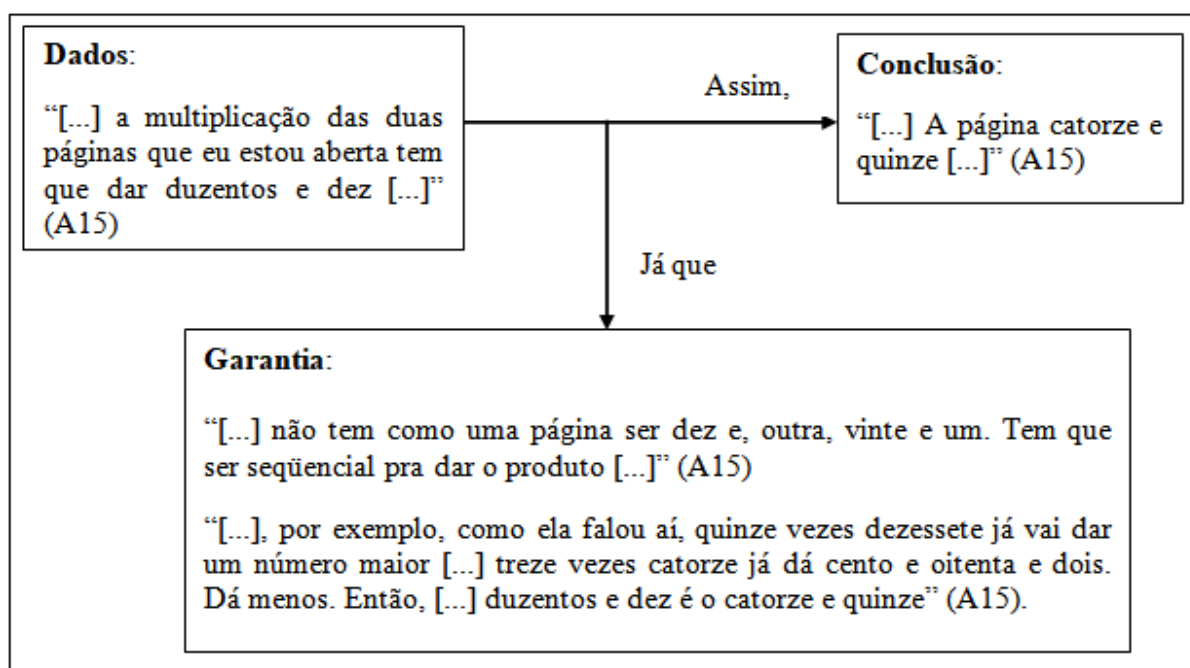 Dados:
“[...] a multiplicação das duas
páginas que eu estou aberta tem
que dar duzentos e dez [...]”
(A15)
Assim,
Conclusão:
“[...] A página catorze e
quinze [...]” (A15)
Já que
Garantia:
“[...] não tem como uma página ser dez e, outra, vinte e um. Tem que
ser seqüencial pra dar o produto [...]” (A15)
“[...], por exemplo, como ela falou aí, quinze vezes dezessete já vai dar
um número maior [...] treze vezes catorze já dá cento e oitenta e dois.
Dá menos. Então, [...] duzentos e dez é o catorze e quinze” (A15).